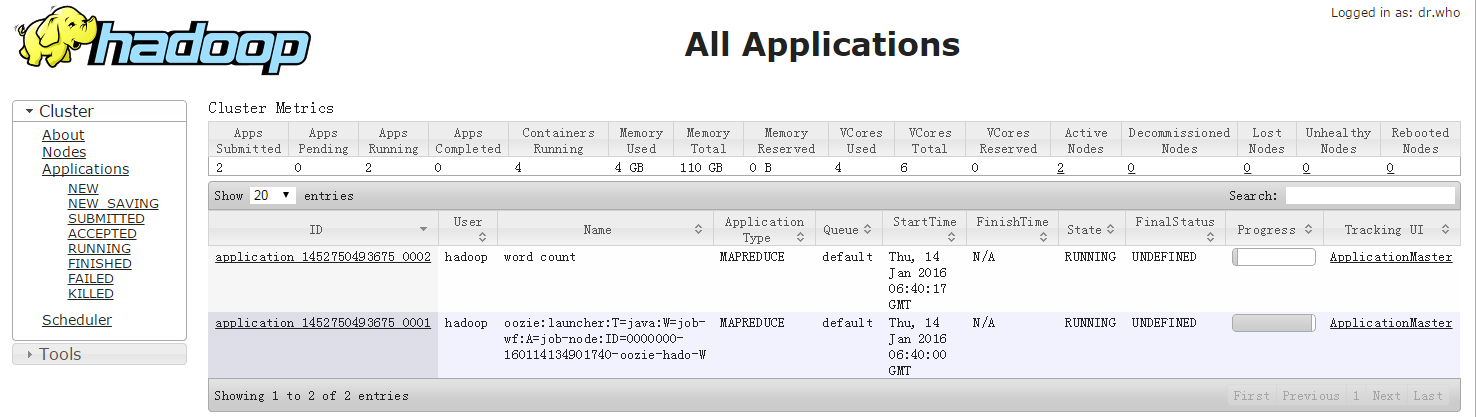 Logged in as: dr.who
hadoop
All Applications
Cluster
About
Nodes
Applications
NEW
NEW_SAVING
SUBMITTED
ACCEPTED
RUNNING
FINISHED
FAILED
KILLED
Scheduler
Tools
Cluster Metrics
Apps Submitted Apps Pending Apps Running Apps Completed Containers Running Memory Used Memory Total Memory Reserved VCores Used VCores Total VCores Reserved Active Nodes Decommissioned Nodes Lost Nodes Unhealthy Nodes Rebooted Nodes
2 0 2 0 4 4 GB 110 GB 0 B 4 6 0 2 0 0 0 0
Show 20 entries Search:
ID User Name Application Type Queue StartTime FinishTime State FinalStatus Progress Tracking UI
application_1452750493675_0002 hadoop word count MAPREDUCE default Thu, 14 N/A RUNNING UNDEFINED ApplicationMaster
Jan 2016
06:40:17
GMT
application_1452750493675_0001 hadoop oozie:launcher:T=java:W=job- MAPREDUCE default Thu, 14 N/A RUNNING UNDEFINED ApplicationMaster
wf:A=job-node:ID=0000000- Jan 2016
160114134901740-oozie-hado-W 06:40:00
GMT
Showing 1 to 2 of 2 entries First Previous 1 Next Last